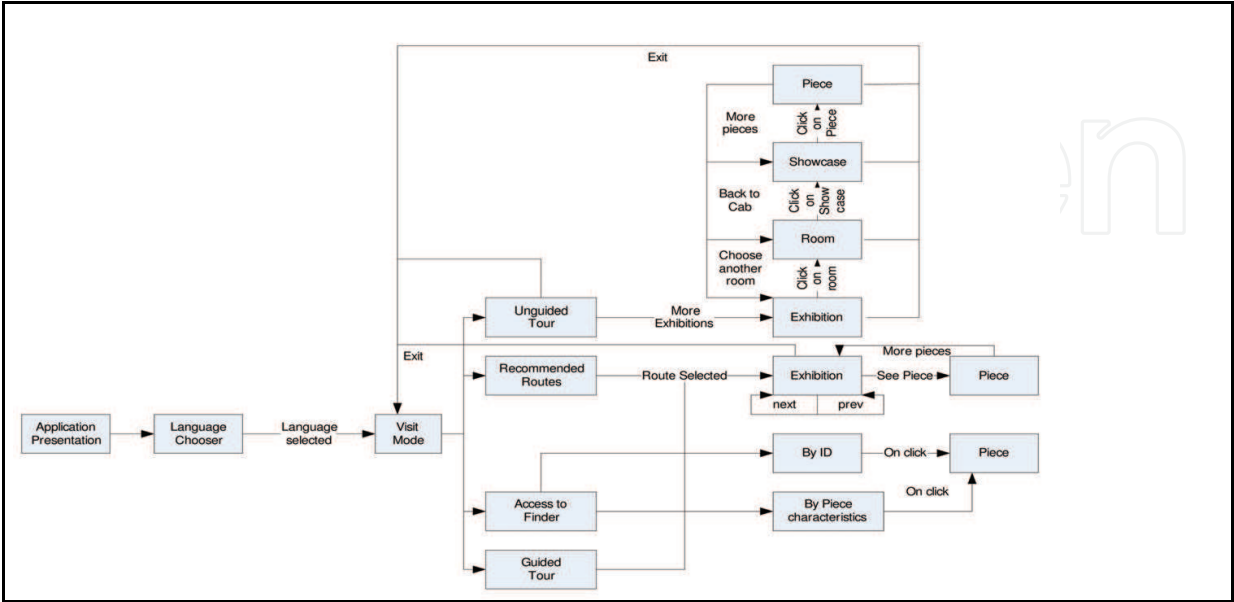 Exit
Piece
More
pieces
Click
on
Piece
Showcase
Back to
Cab
Click
on
Show
case
Room
Choose
another
room
Click
on
room
Unguided
Tour
More
Exhibitions
Exhibition
Exit
Recommended
Routes
Route Selected
Exhibition
More pieces
See Piece
Piece
next
prev
Application
Presentation
Language
Chooser
Language
selected
Visit
Mode
By ID
On click
Piece
Access to
Finder
By Piece
characteristics
On click
Guided
Tour
en